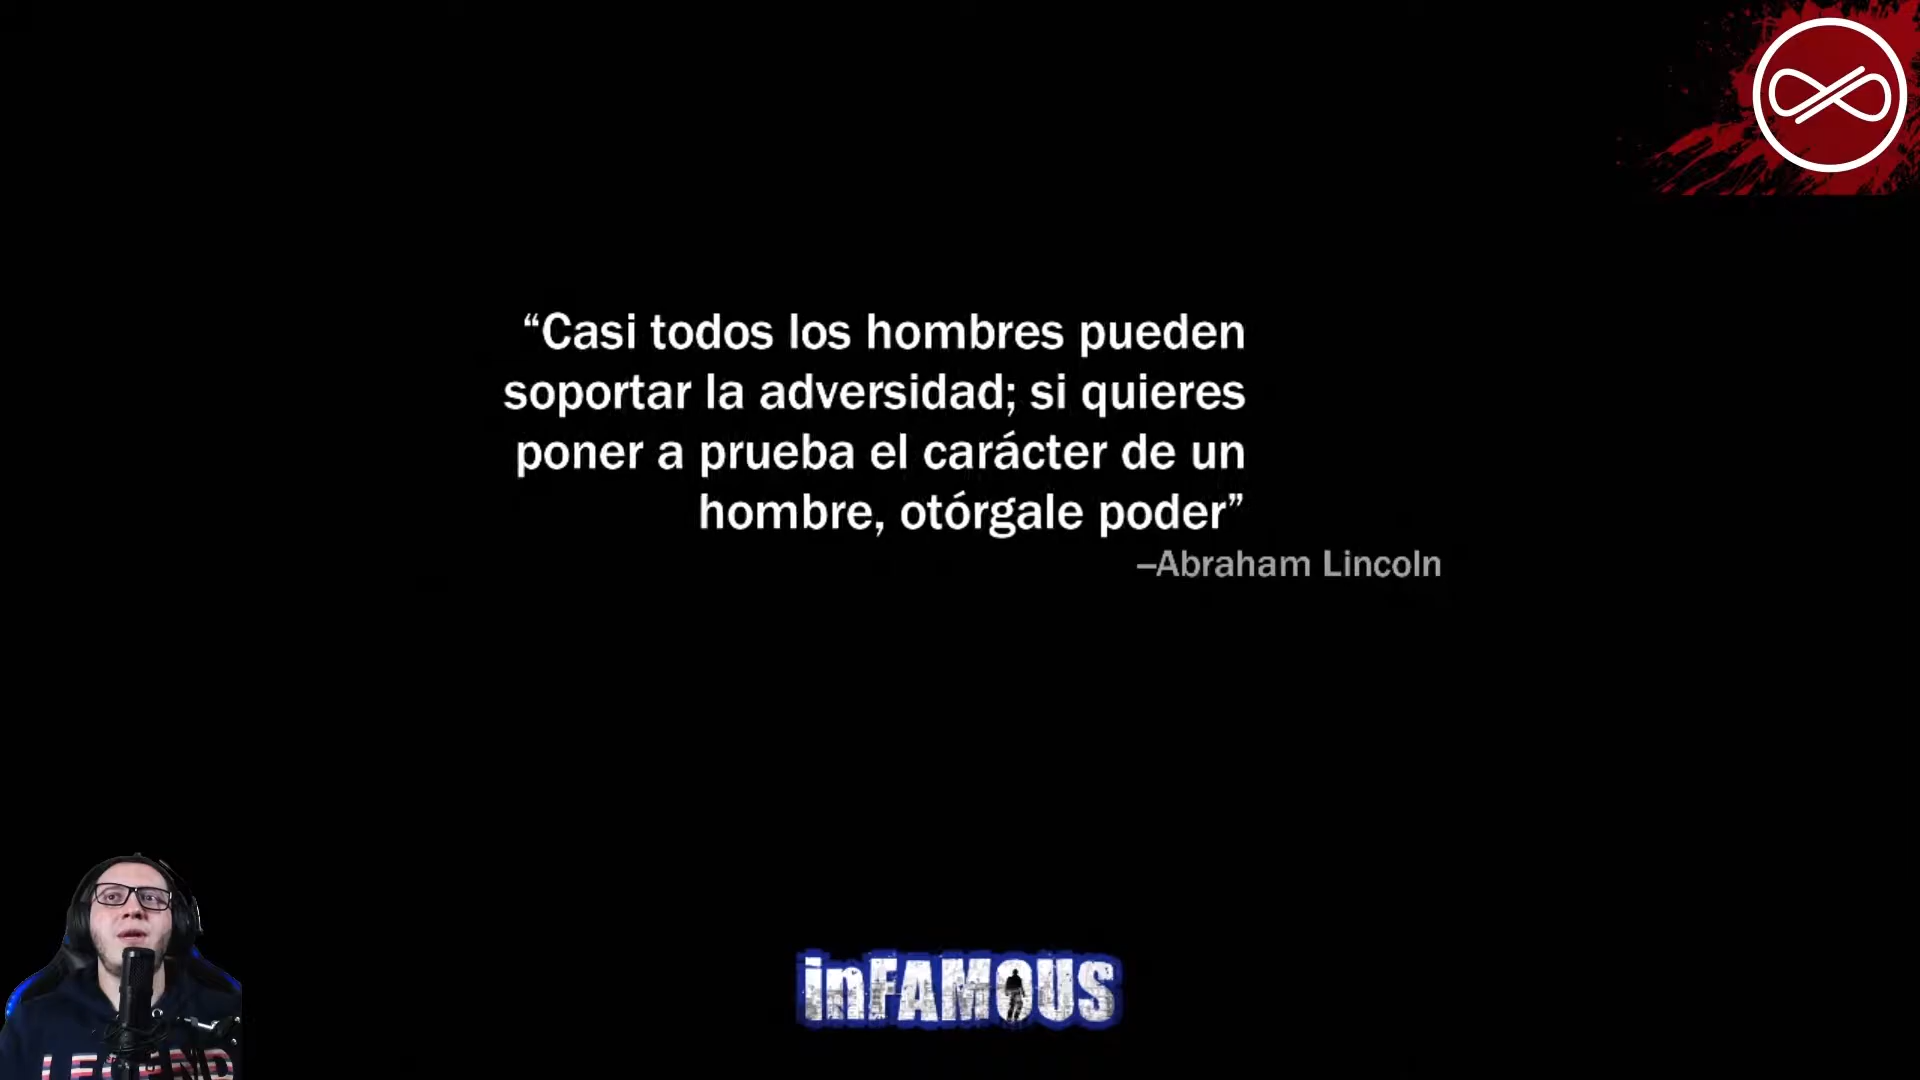 “Casi todos los hombres pueden
soportar la adversidad; si quieres
poner a prueba el carácter de un
hombre, otórgale poder”
–Abraham Lincoln
inFAMOUS
LEGEND